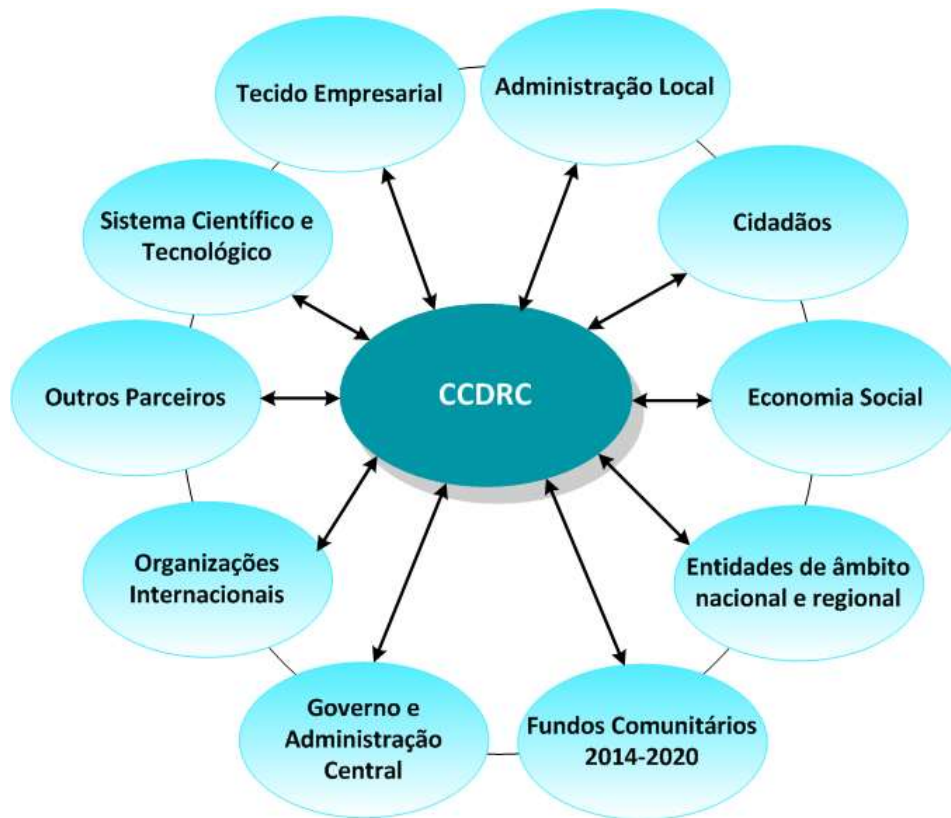 Tecido Empresarial
Administração Local
Sistema Científico e
Tecnológico
Cidadãos
Outros Parceiros
CCDRC
Economia Social
Organizações
Internacionais
Entidades de âmbito
nacional e regional
Governo e
Administração
Central
Fundos Comunitários
2014-2020